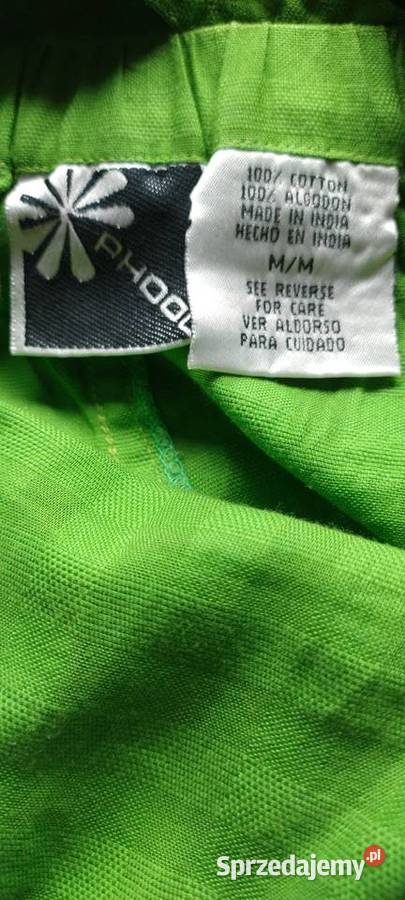 PHOOL
100% COTTON
100% ALGODON
MADE IN INDIA
HECHO EN INDIA
M/M
SEE REVERSE
FOR CARE
VER ALDORSO
PARA CUIDADO
Sprzedajemy.pl